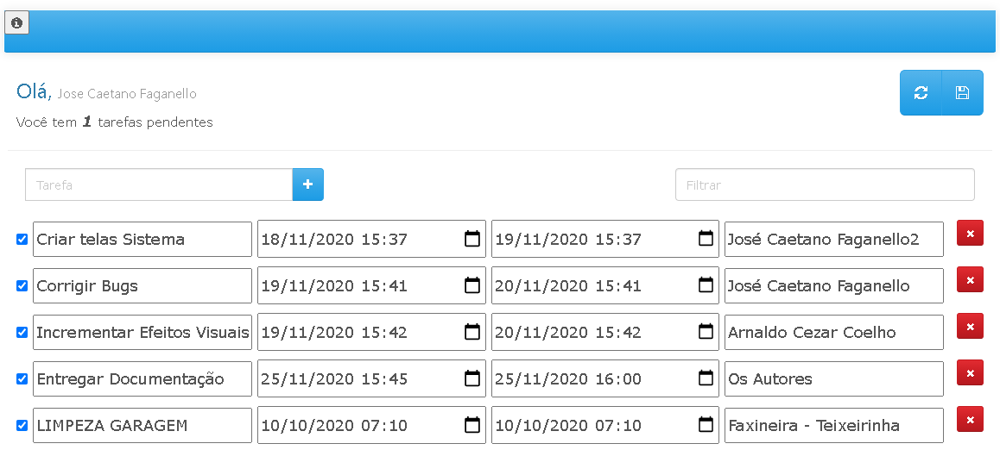 Olá, Jose Caetano Faganello
Você tem 1 tarefas pendentes
Tarefa + Filtrar
Criar telas Sistema 18/11/2020 15:37 19/11/2020 15:37 José Caetano Faganello2
Corrigir Bugs 19/11/2020 15:41 20/11/2020 15:41 José Caetano Faganello
Incrementar Efeitos Visuais 19/11/2020 15:42 20/11/2020 15:42 Arnaldo Cezar Coelho
Entregar Documentação 25/11/2020 15:45 25/11/2020 16:00 Os Autores
LIMPEZA GARAGEM 10/10/2020 07:10 10/10/2020 07:10 Faxineira - Teixeirinha